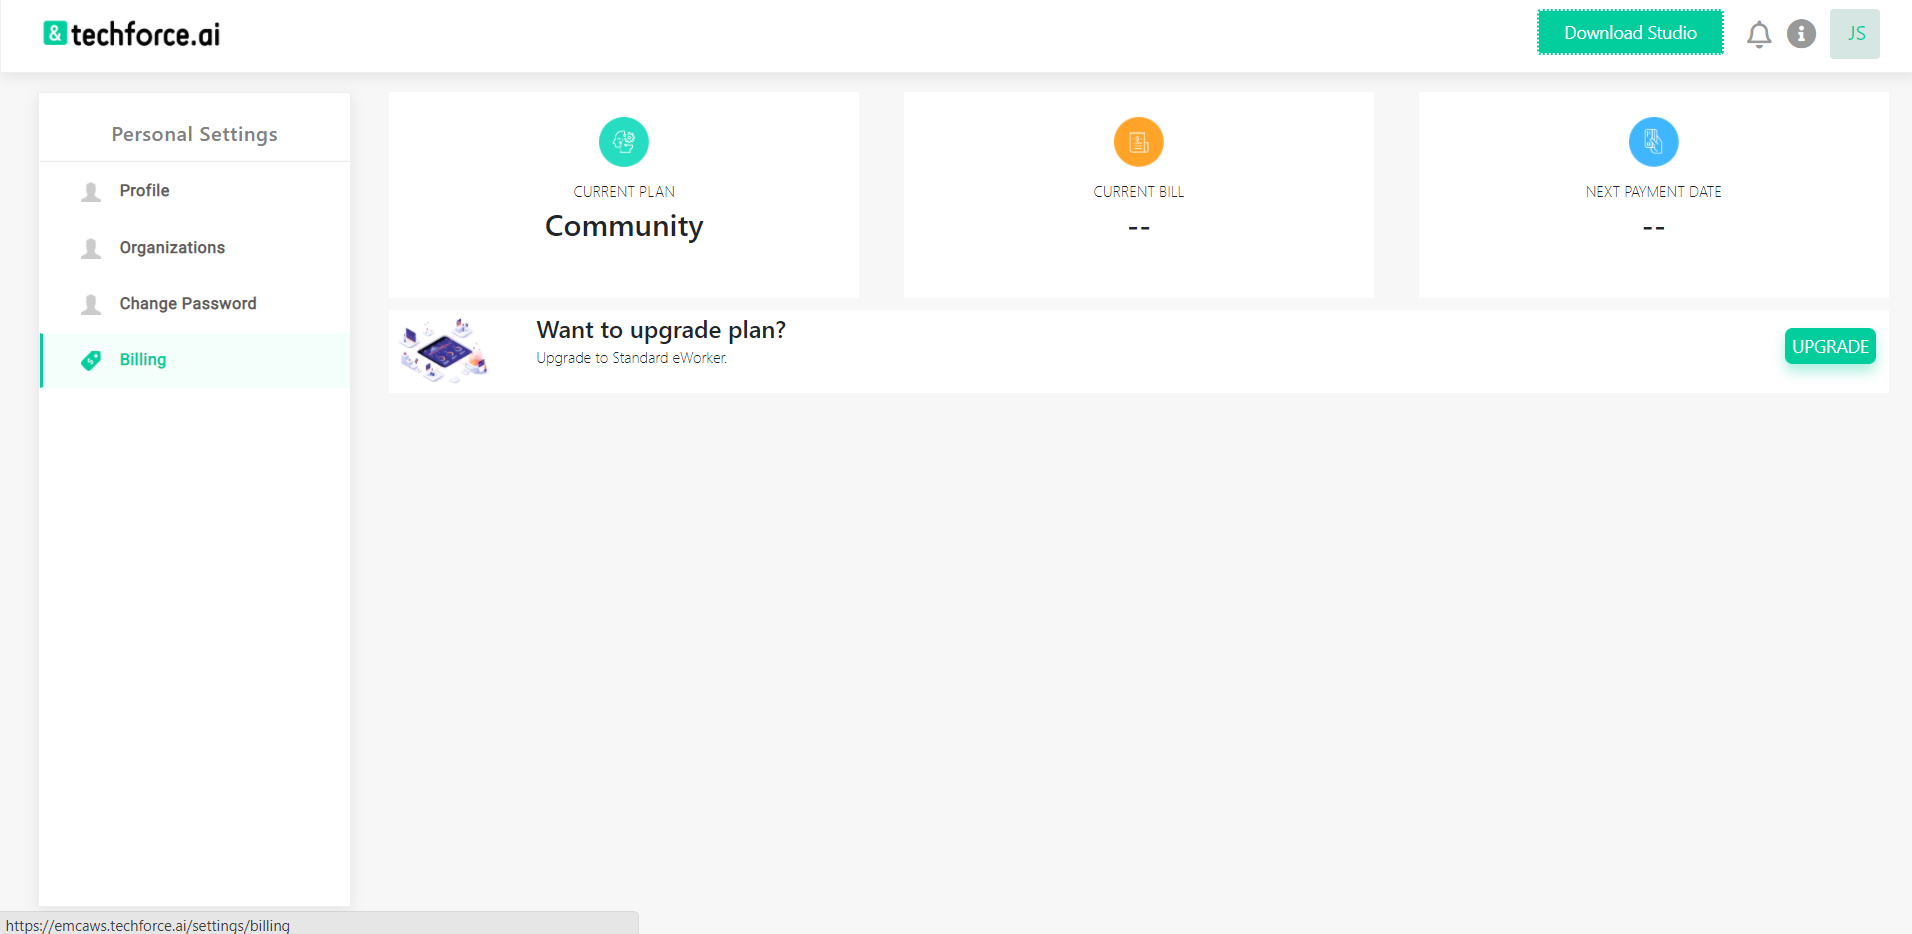 & techforce.ai
Download Studio
JS
Personal Settings
Profile
Organizations
Change Password
Billing
CURRENT PLAN
Community
CURRENT BILL
--
NEXT PAYMENT DATE
--
Want to upgrade plan?
Upgrade to Standard eWorker.
UPGRADE
https://emcaws.techforce.ai/settings/billing